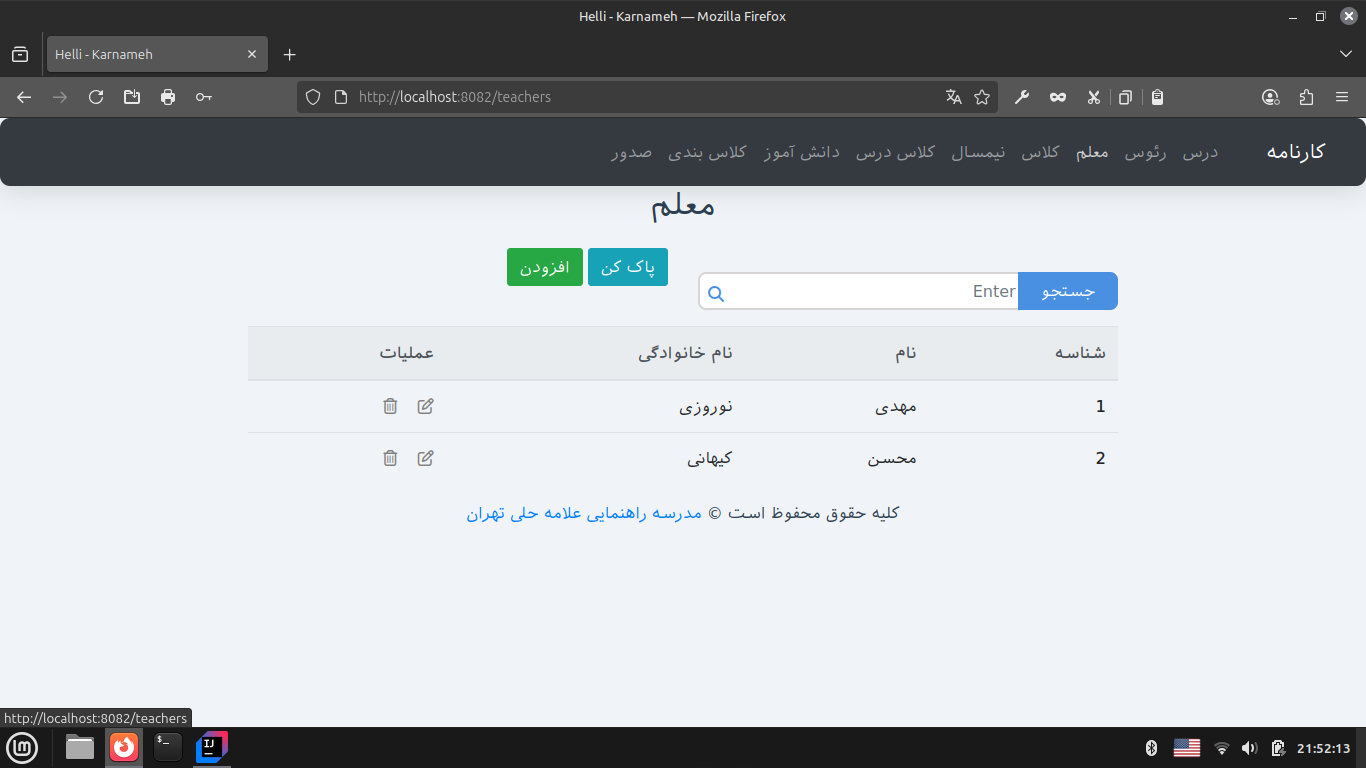 Helli - Karnameh — Mozilla Firefox
Helli - Karnameh
http://localhost:8082/teachers
کارنامه درس رئوس معلم کلاس نیمسال کلاس درس دانش آموز کلاس بندی صدور
معلم
پاک کن افزودن
جستجو Enter
شناسه نام نام خانوادگی عملیات
1 مهدی نوروزی
2 محسن کیهانی
کلیه حقوق محفوظ است © مدرسه راهنمایی علامه حلی تهران
http://localhost:8082/teachers
21:52:13